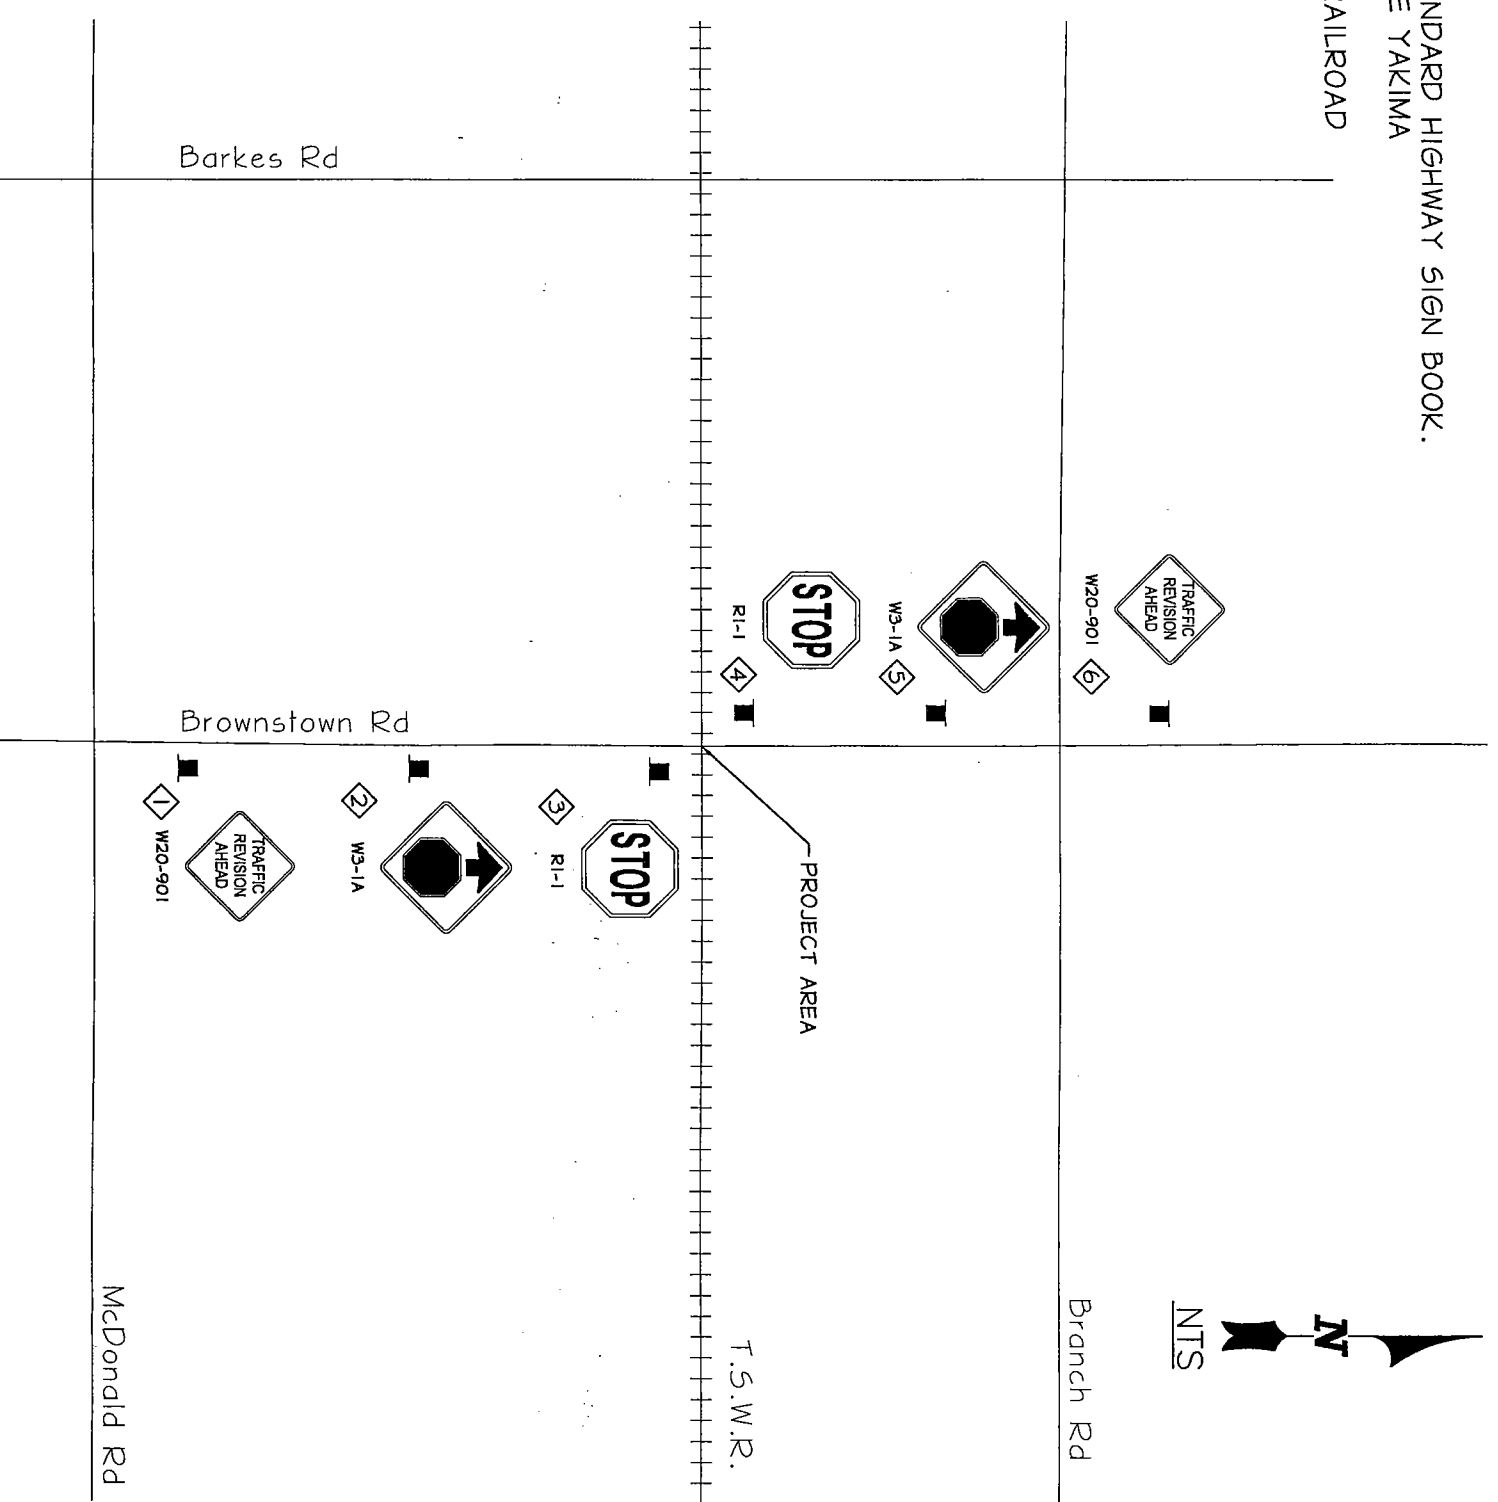 NDARD HIGHWAY SIGN BOOK.
E YAKIMA
AILROAD
Barkes Rd
TRAFFIC
REVISION
AHEAD
W20-901
6
W3-1A
5
STOP
R1-1
4
Brownstown Rd
1
W20-901
TRAFFIC
REVISION
AHEAD
2
W3-1A
3
R1-1
STOP
PROJECT AREA
N
NTS
Branch Rd
T.S.W.R.
McDonald Rd